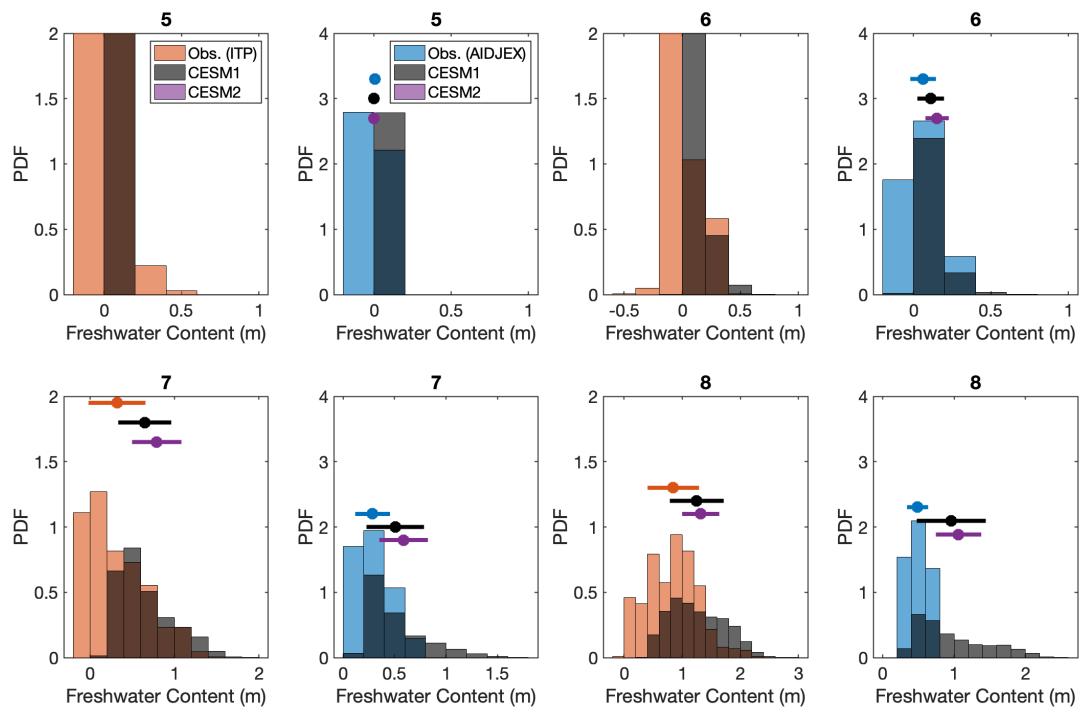 5
2
1.5
1
0.5
0
PDF
0 0.5 1
Freshwater Content (m)
Obs. (ITP)
CESM1
CESM2
5
4
3
2
1
0
PDF
0 0.5 1
Freshwater Content (m)
Obs. (AIDJEX)
CESM1
CESM2
6
2
1.5
1
0.5
0
PDF
-0.5 0 0.5 1
Freshwater Content (m)
6
4
3
2
1
0
PDF
0 0.5 1
Freshwater Content (m)
7
2
1.5
1
0.5
0
PDF
0 1 2
Freshwater Content (m)
7
4
3
2
1
0
PDF
0 0.5 1 1.5
Freshwater Content (m)
8
2
1.5
1
0.5
0
PDF
0 1 2 3
Freshwater Content (m)
8
4
3
2
1
0
PDF
0 1 2
Freshwater Content (m)